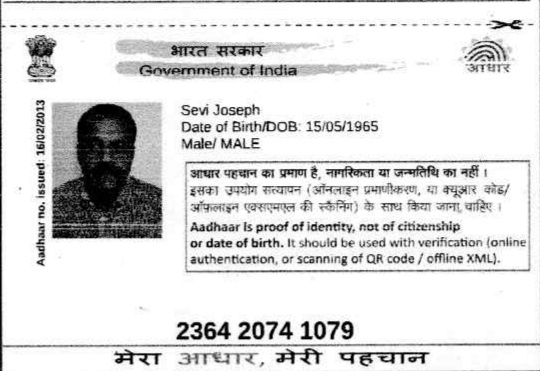 भारत सरकार
Government of India
आधार
Aadhaar no. issued: 16/02/2013
Sevi Joseph
Date of Birth/DOB: 15/05/1965
Male/ MALE
आधार पहचान का प्रमाण है, नागरिकता या जन्मतिथि का नहीं ।
इसका उपयोग सत्यापन (ऑनलाइन प्रमाणीकरण, या क्यूआर कोड/
ऑफ़लाइन एक्सएमएल की स्कैनिंग) के साथ किया जाना चाहिए ।
Aadhaar is proof of identity, not of citizenship
or date of birth. It should be used with verification (online
authentication, or scanning of QR code / offline XML).
2364 2074 1079
मेरा आधार, मेरी पहचान